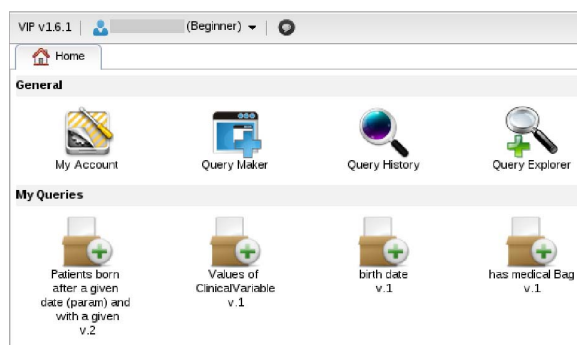 VIP v1.6.1 | (Beginner)
Home
General
My Account Query Maker Query History Query Explorer
My Queries
Patients born Values of birth date has medical Bag
after a given ClinicalVariable v.1 v.1
date (param) and v.1
with a given
v.2